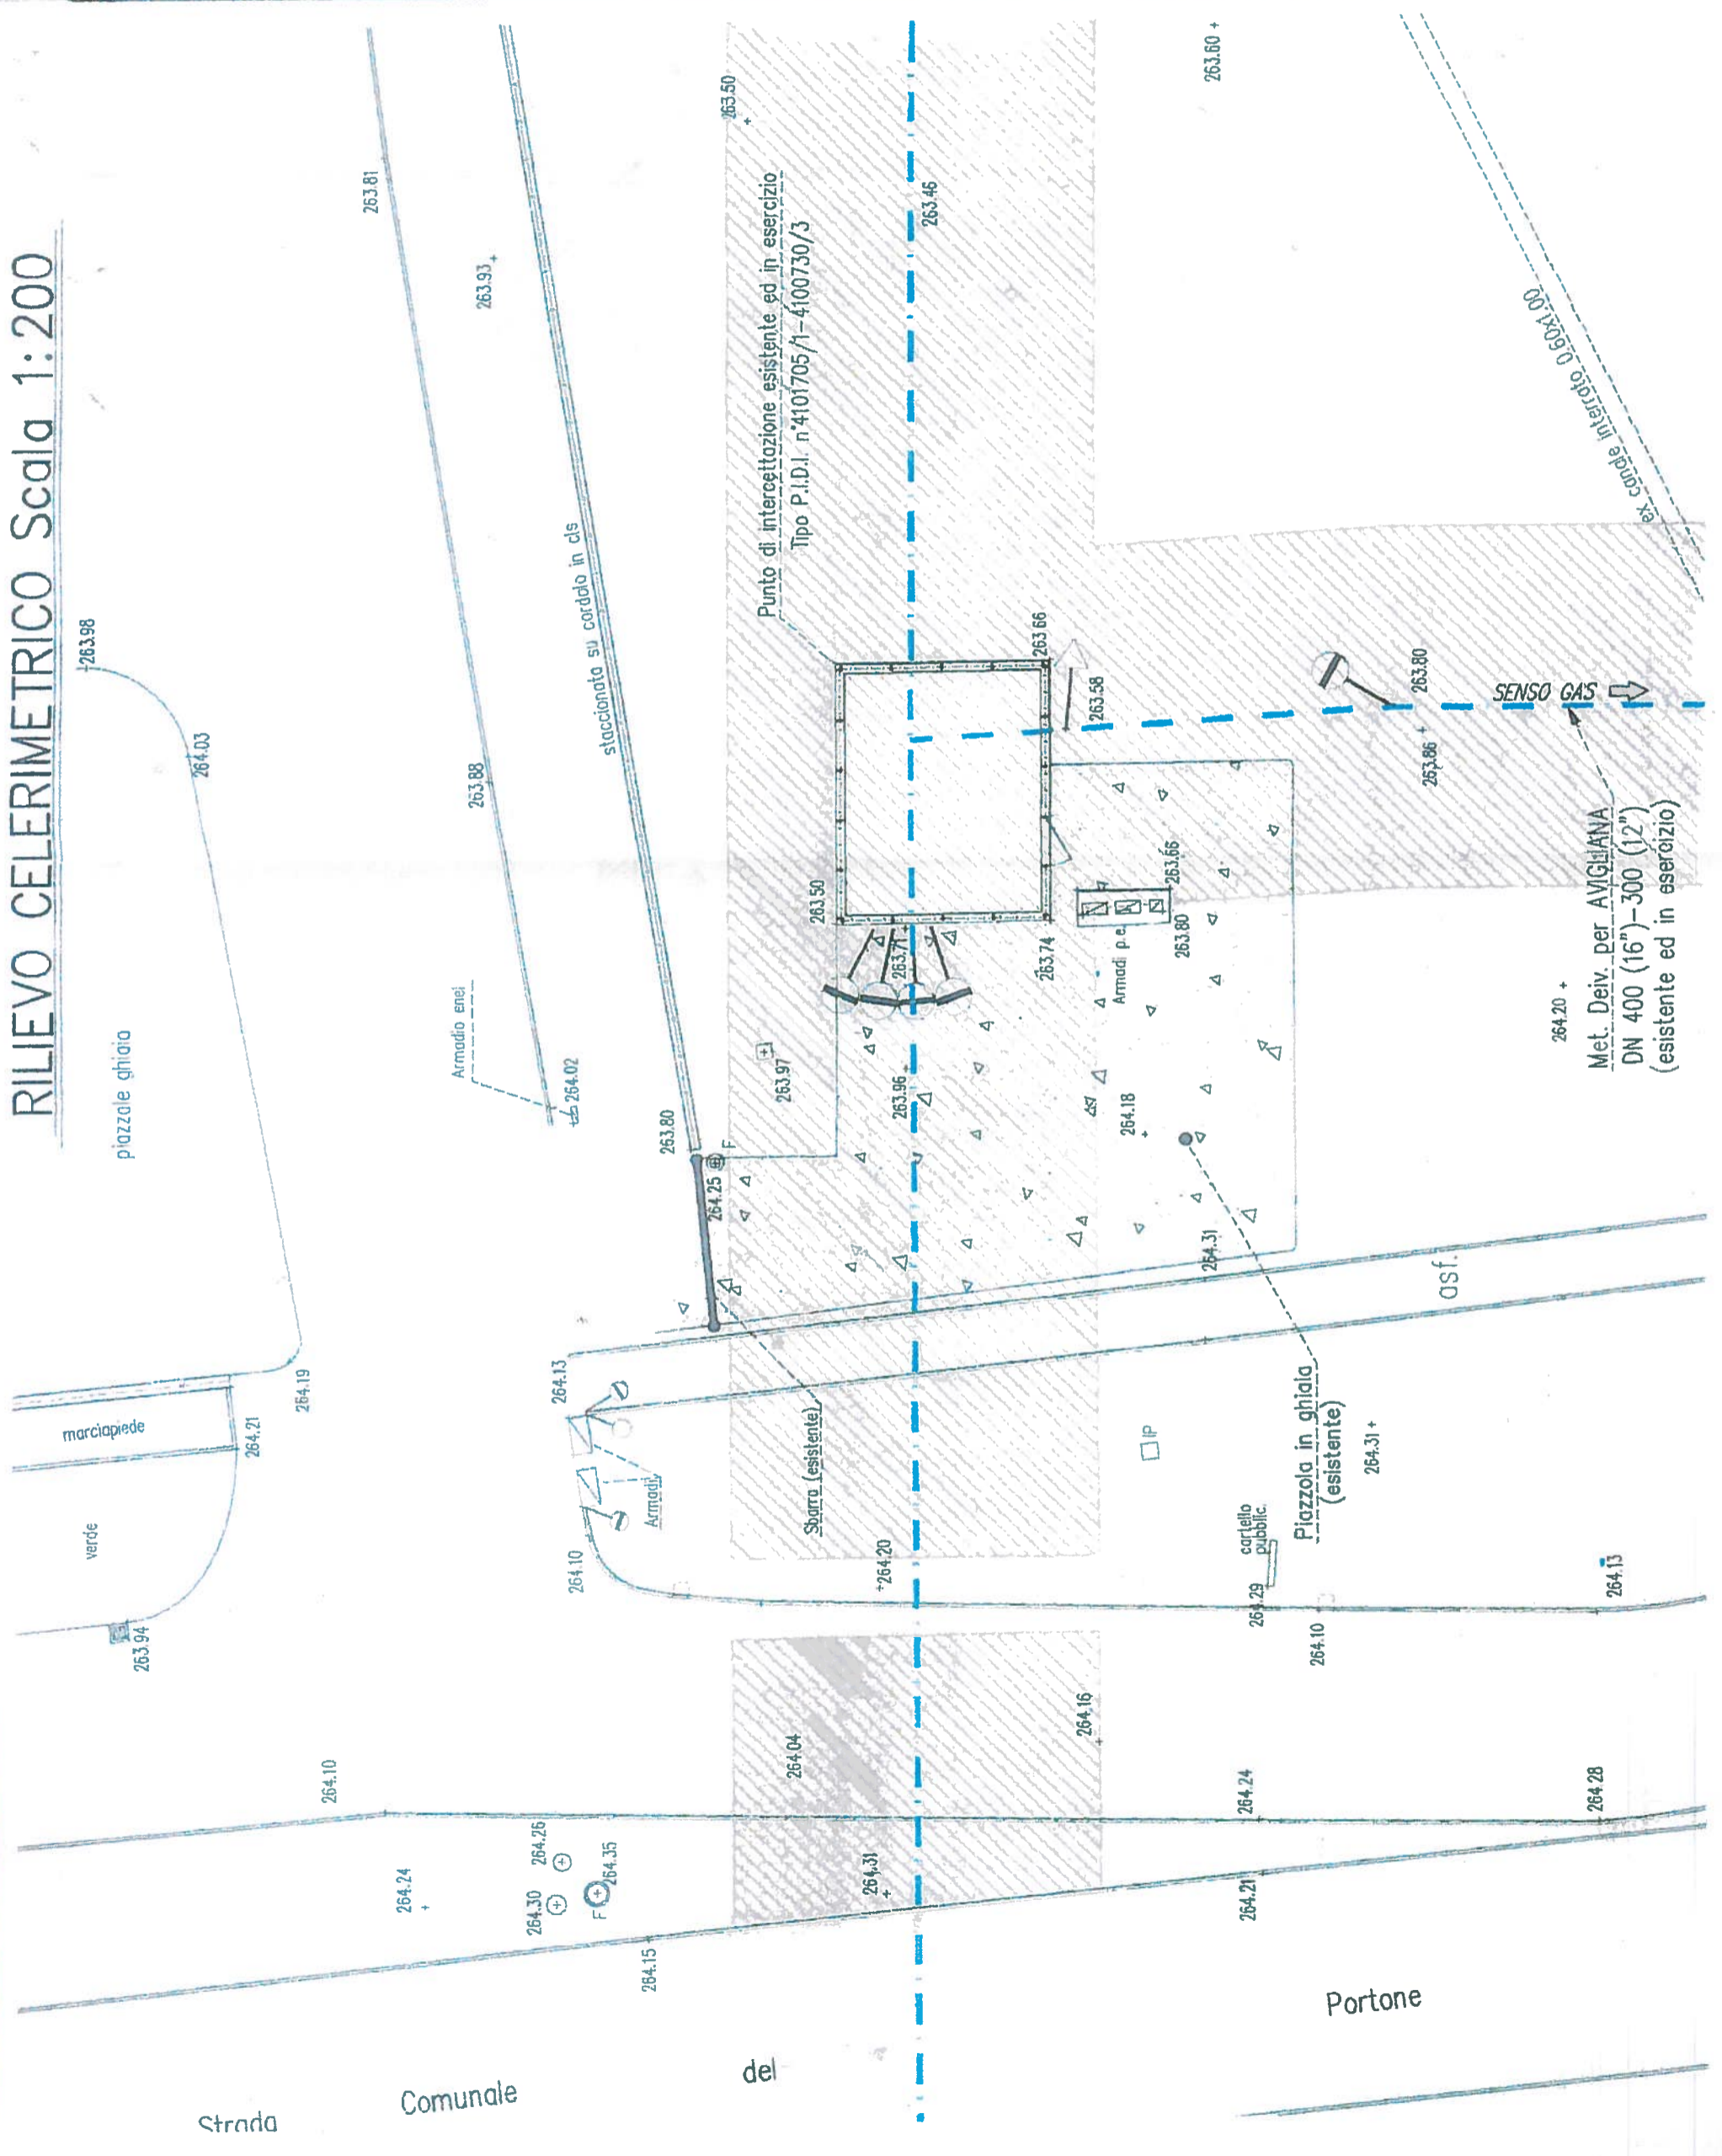 RILIEVO CELERIMETRICO Scala 1:200
piazzale ghiaia
263.98
264.03
264.19
marciapiede
264.21
verde
263.94
263.81
263.93
263.88
staccionata su cordolo in cls
Armadio enel
264.02
263.80
264.25
F
263.97
263.50
263.60
263.46
Punto di intercettazione esistente ed in esercizio
Tipo P.I.D.I. n°4101705/1-4100730/3
263.50
263.66
263.58
263.71
263.74
Armadi p.e.
263.66
263.80
263.96
264.18
264.31
263.80
263.86
SENSO GAS
ex canale interrato 0.60x1.00
264.20
Met. Deiv. per AVIGLIANA
DN 400 (16")-300 (12")
(esistente ed in esercizio)
asf.
264.13
Armadi
264.10
Sbarra (esistente)
IP
Piazzola in ghiaia
(esistente)
264.31
cartello
pubblic.
264.29
264.10
264.13
264.20
264.10
264.24
264.26
264.30
F
264.35
264.15
264.04
264.31
264.16
264.24
264.21
264.28
Strada
Comunale
del
Portone